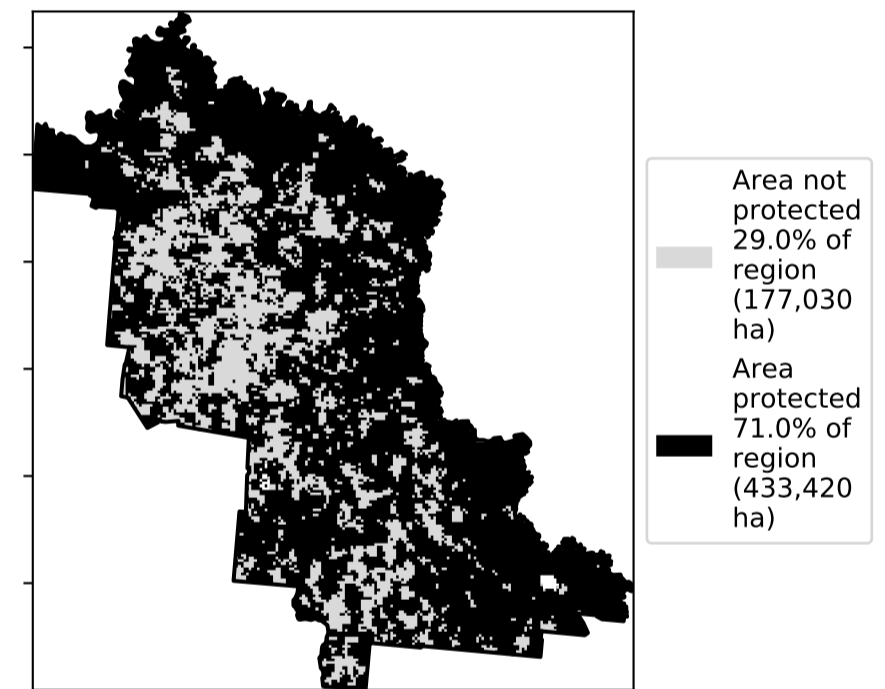 Area not
protected
29.0% of
region
(177,030
ha)
Area
protected
71.0% of
region
(433,420
ha)